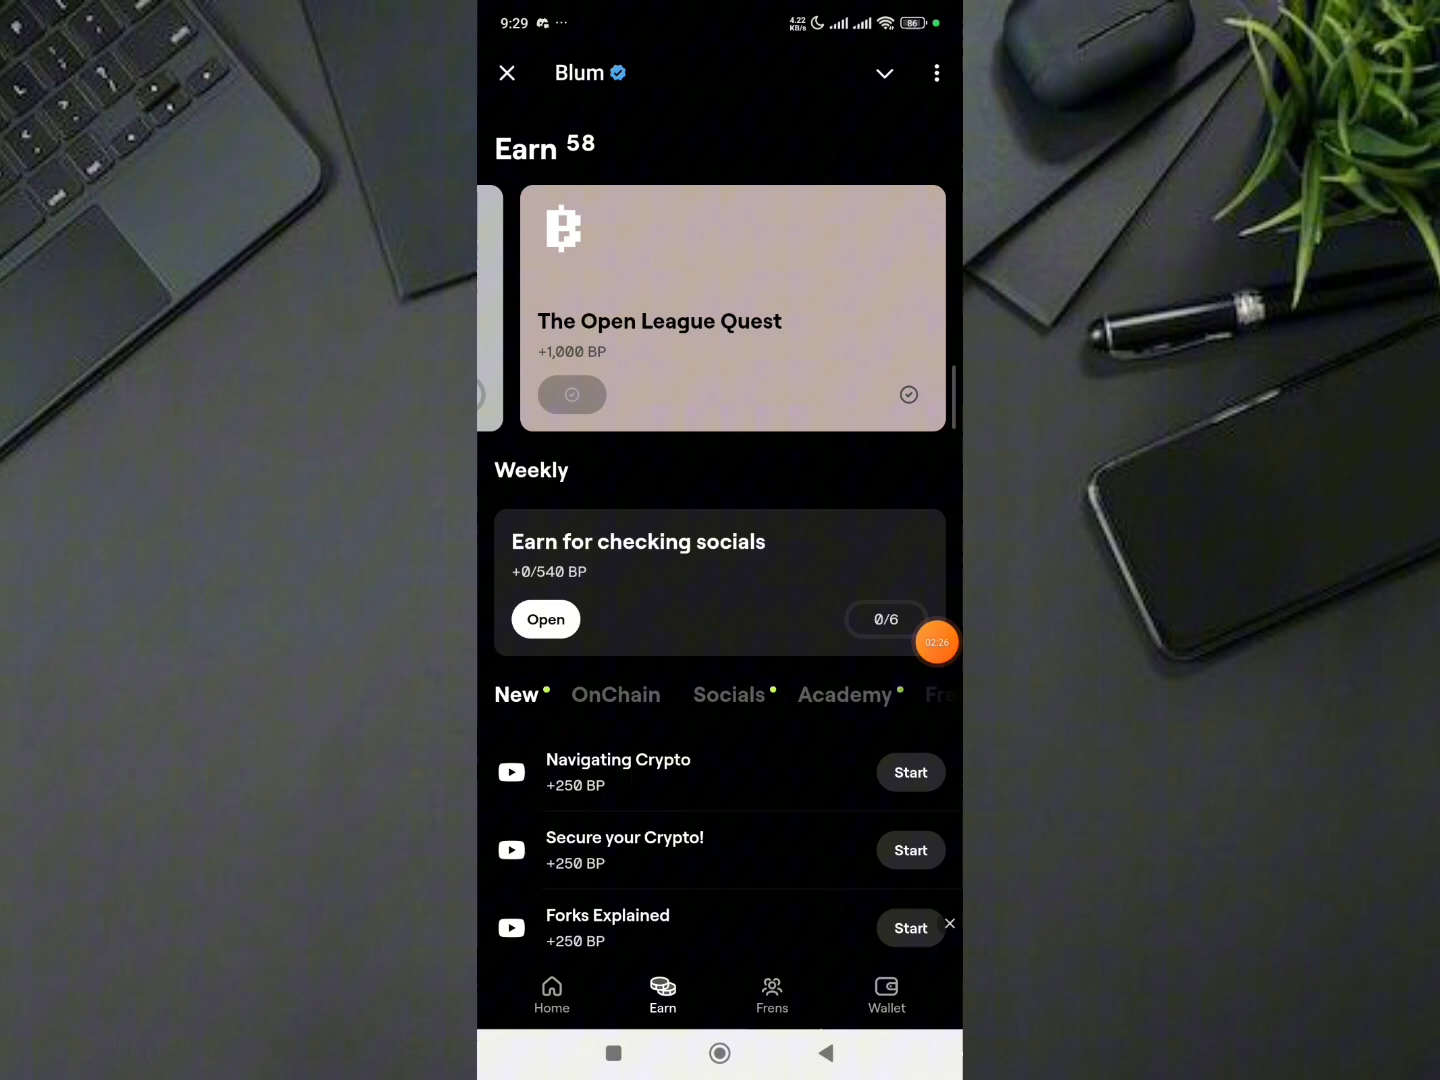 9:29 ···
4.22 KB/s 86
Blum
Earn 58
The Open League Quest
+1,000 BP
Weekly
Earn for checking socials
+0/540 BP
Open 0/6
02:26
New OnChain Socials Academy Fre
Navigating Crypto
+250 BP
Start
Secure your Crypto!
+250 BP
Start
Forks Explained
+250 BP
Start
Home Earn Frens Wallet